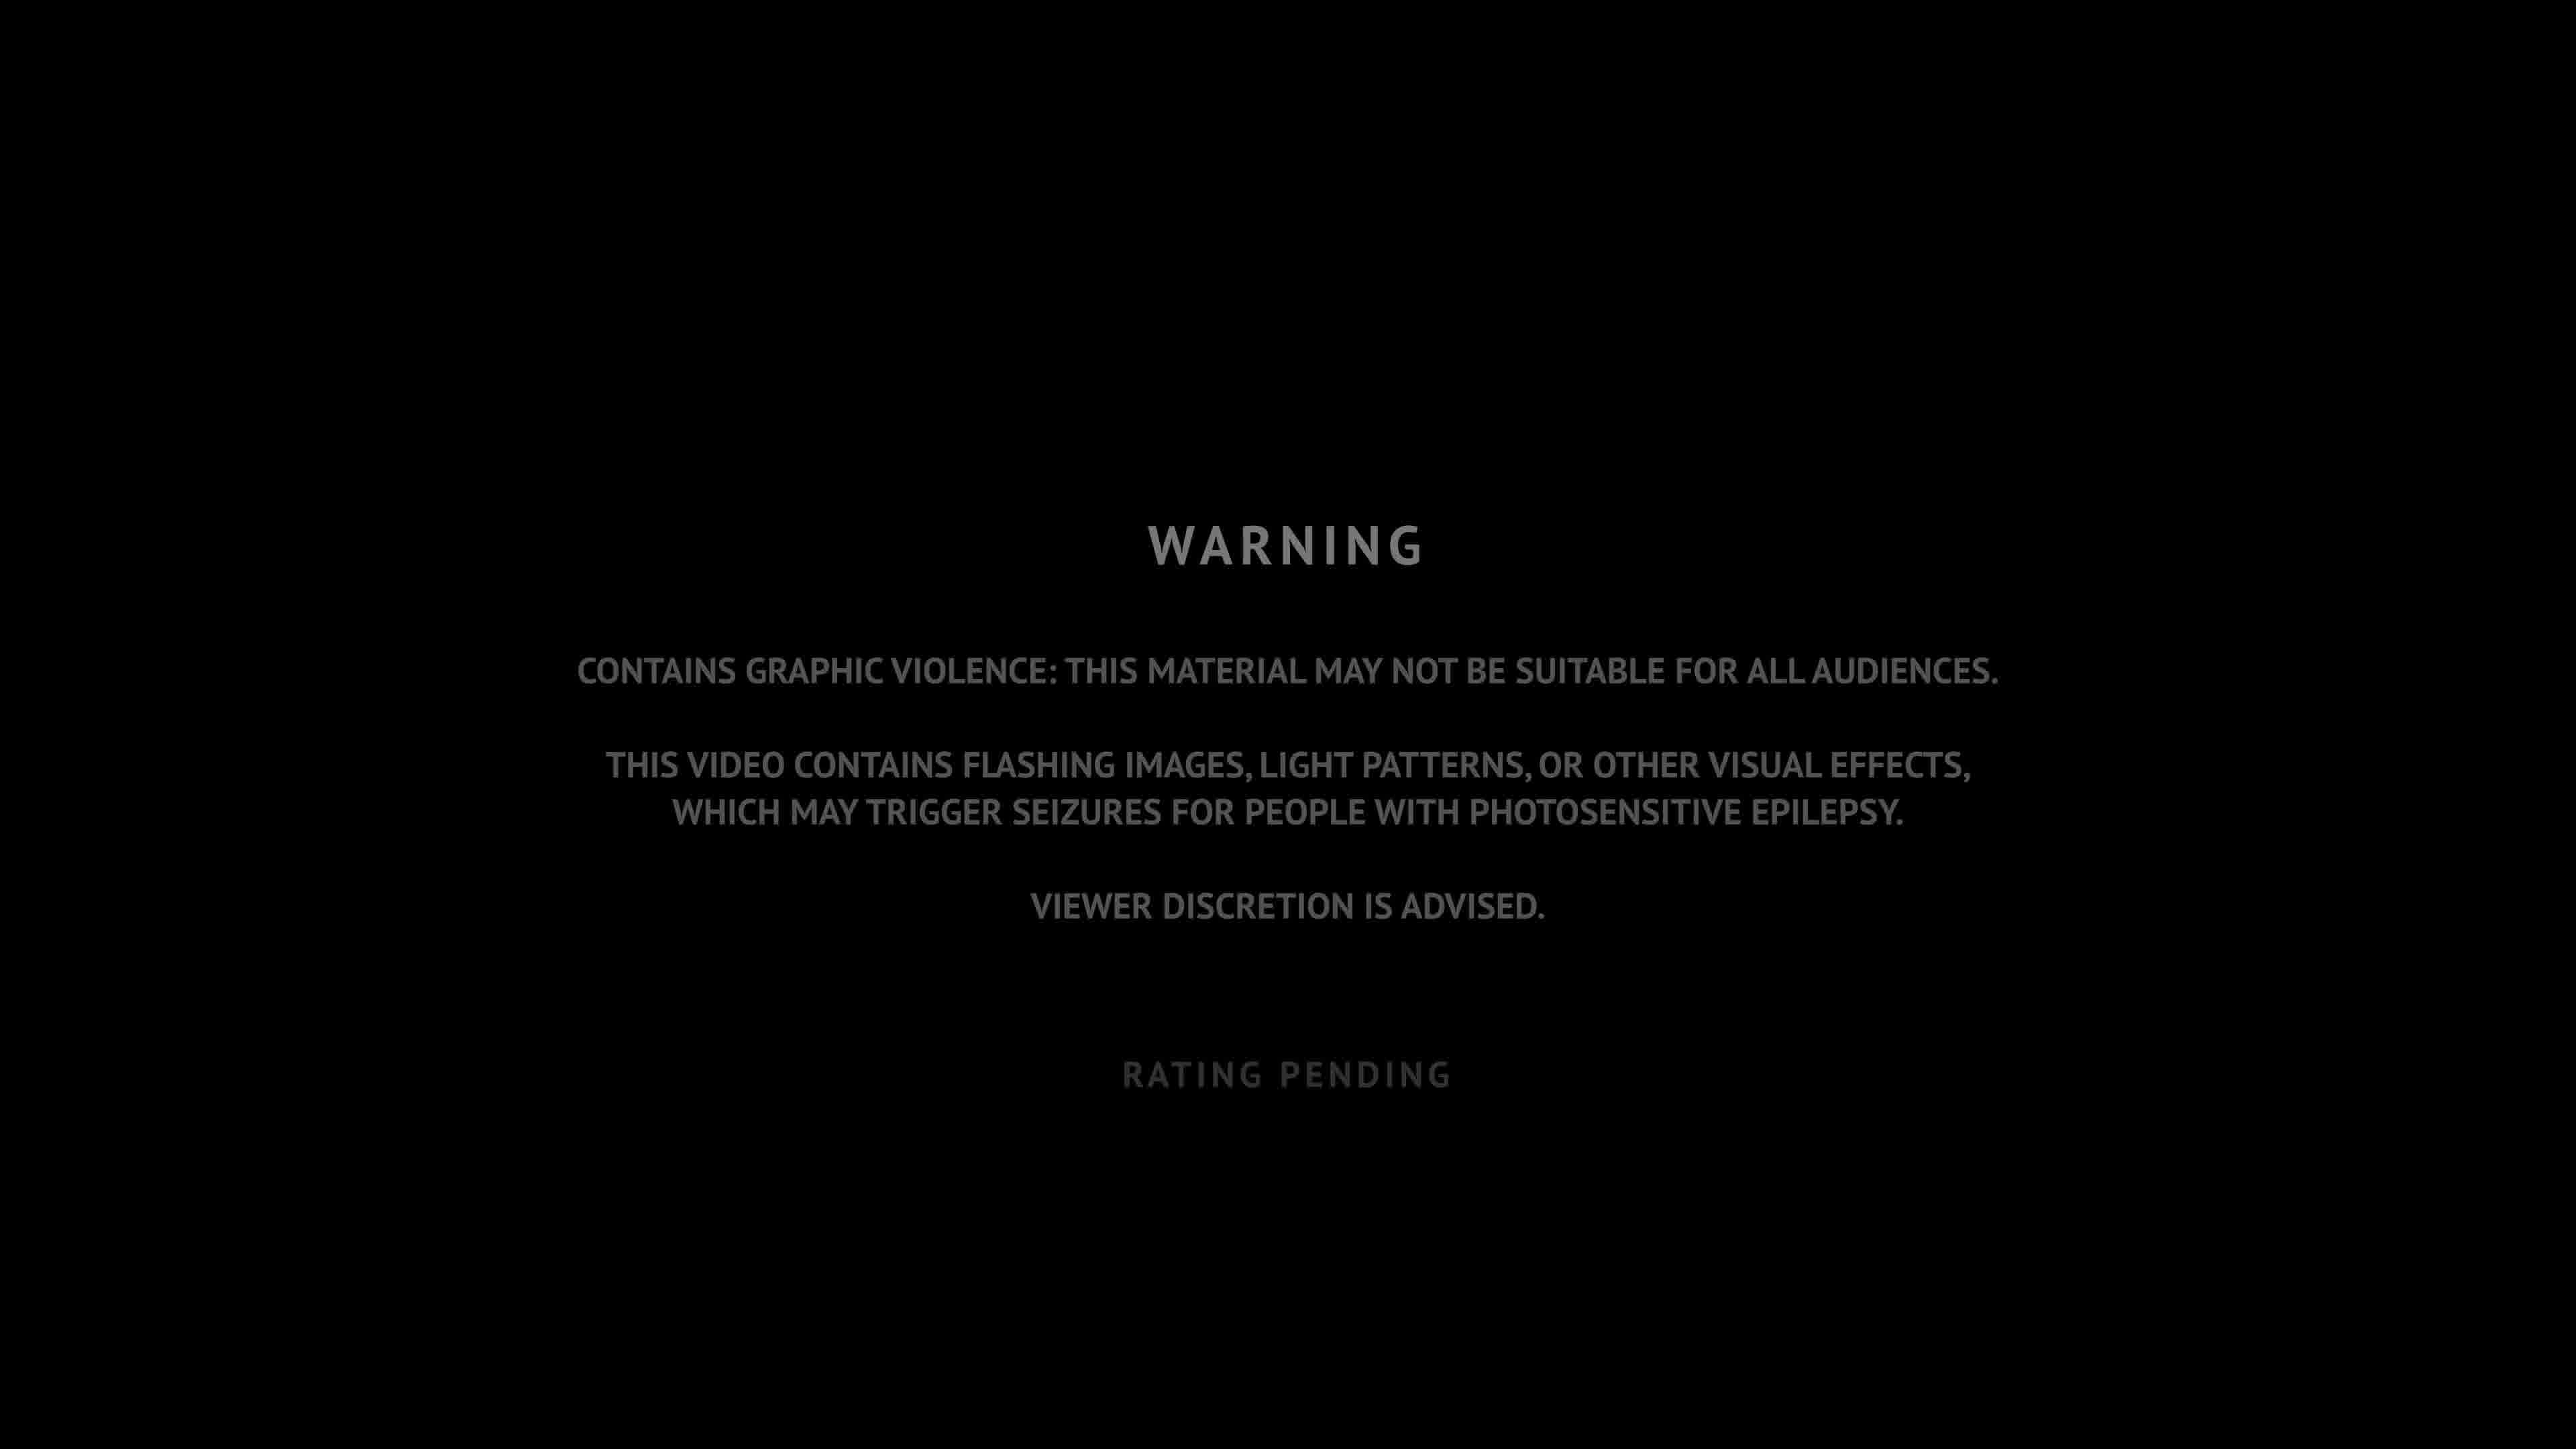 WARNING
CONTAINS GRAPHIC VIOLENCE: THIS MATERIAL MAY NOT BE SUITABLE FOR ALL AUDIENCES.
THIS VIDEO CONTAINS FLASHING IMAGES, LIGHT PATTERNS, OR OTHER VISUAL EFFECTS,
WHICH MAY TRIGGER SEIZURES FOR PEOPLE WITH PHOTOSENSITIVE EPILEPSY.
VIEWER DISCRETION IS ADVISED.
RATING PENDING